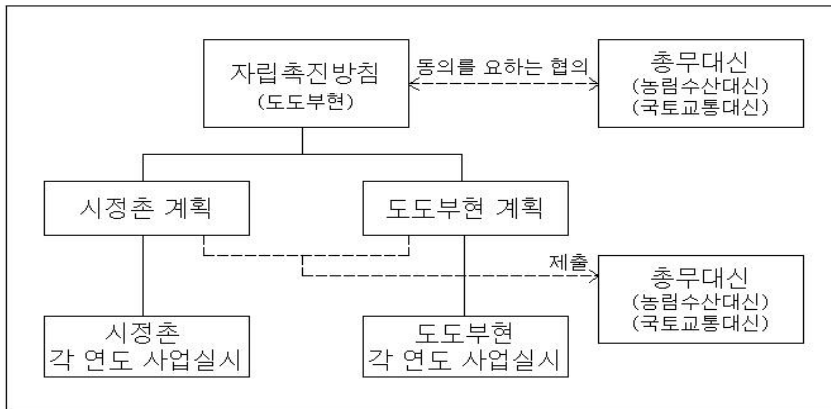 자립촉진방침
(도도부현)
동의를 요하는 협의
총무대신
(농림수산대신)
(국토교통대신)
시정촌 계획
도도부현 계획
제출
총무대신
(농림수산대신)
(국토교통대신)
시정촌
각 연도 사업실시
도도부현
각 연도 사업실시